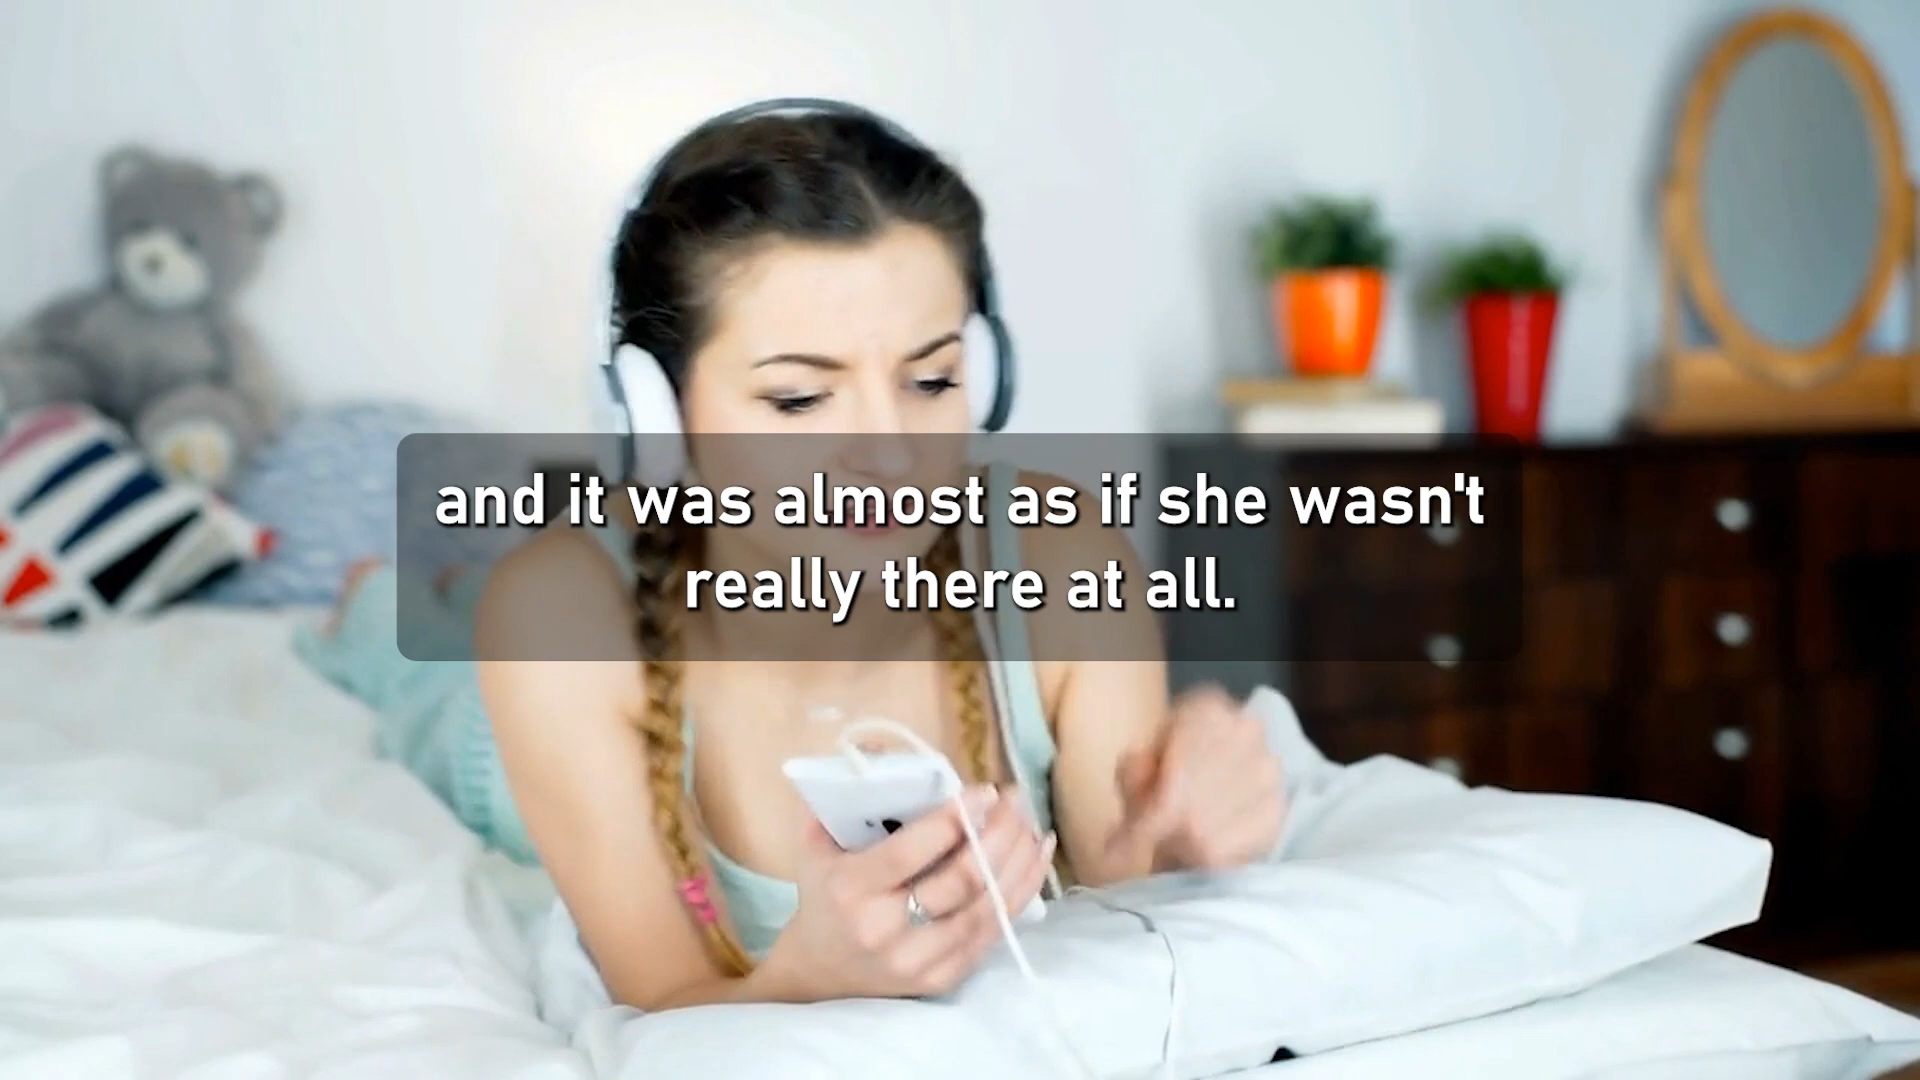 and it was almost as if she wasn't
really there at all.